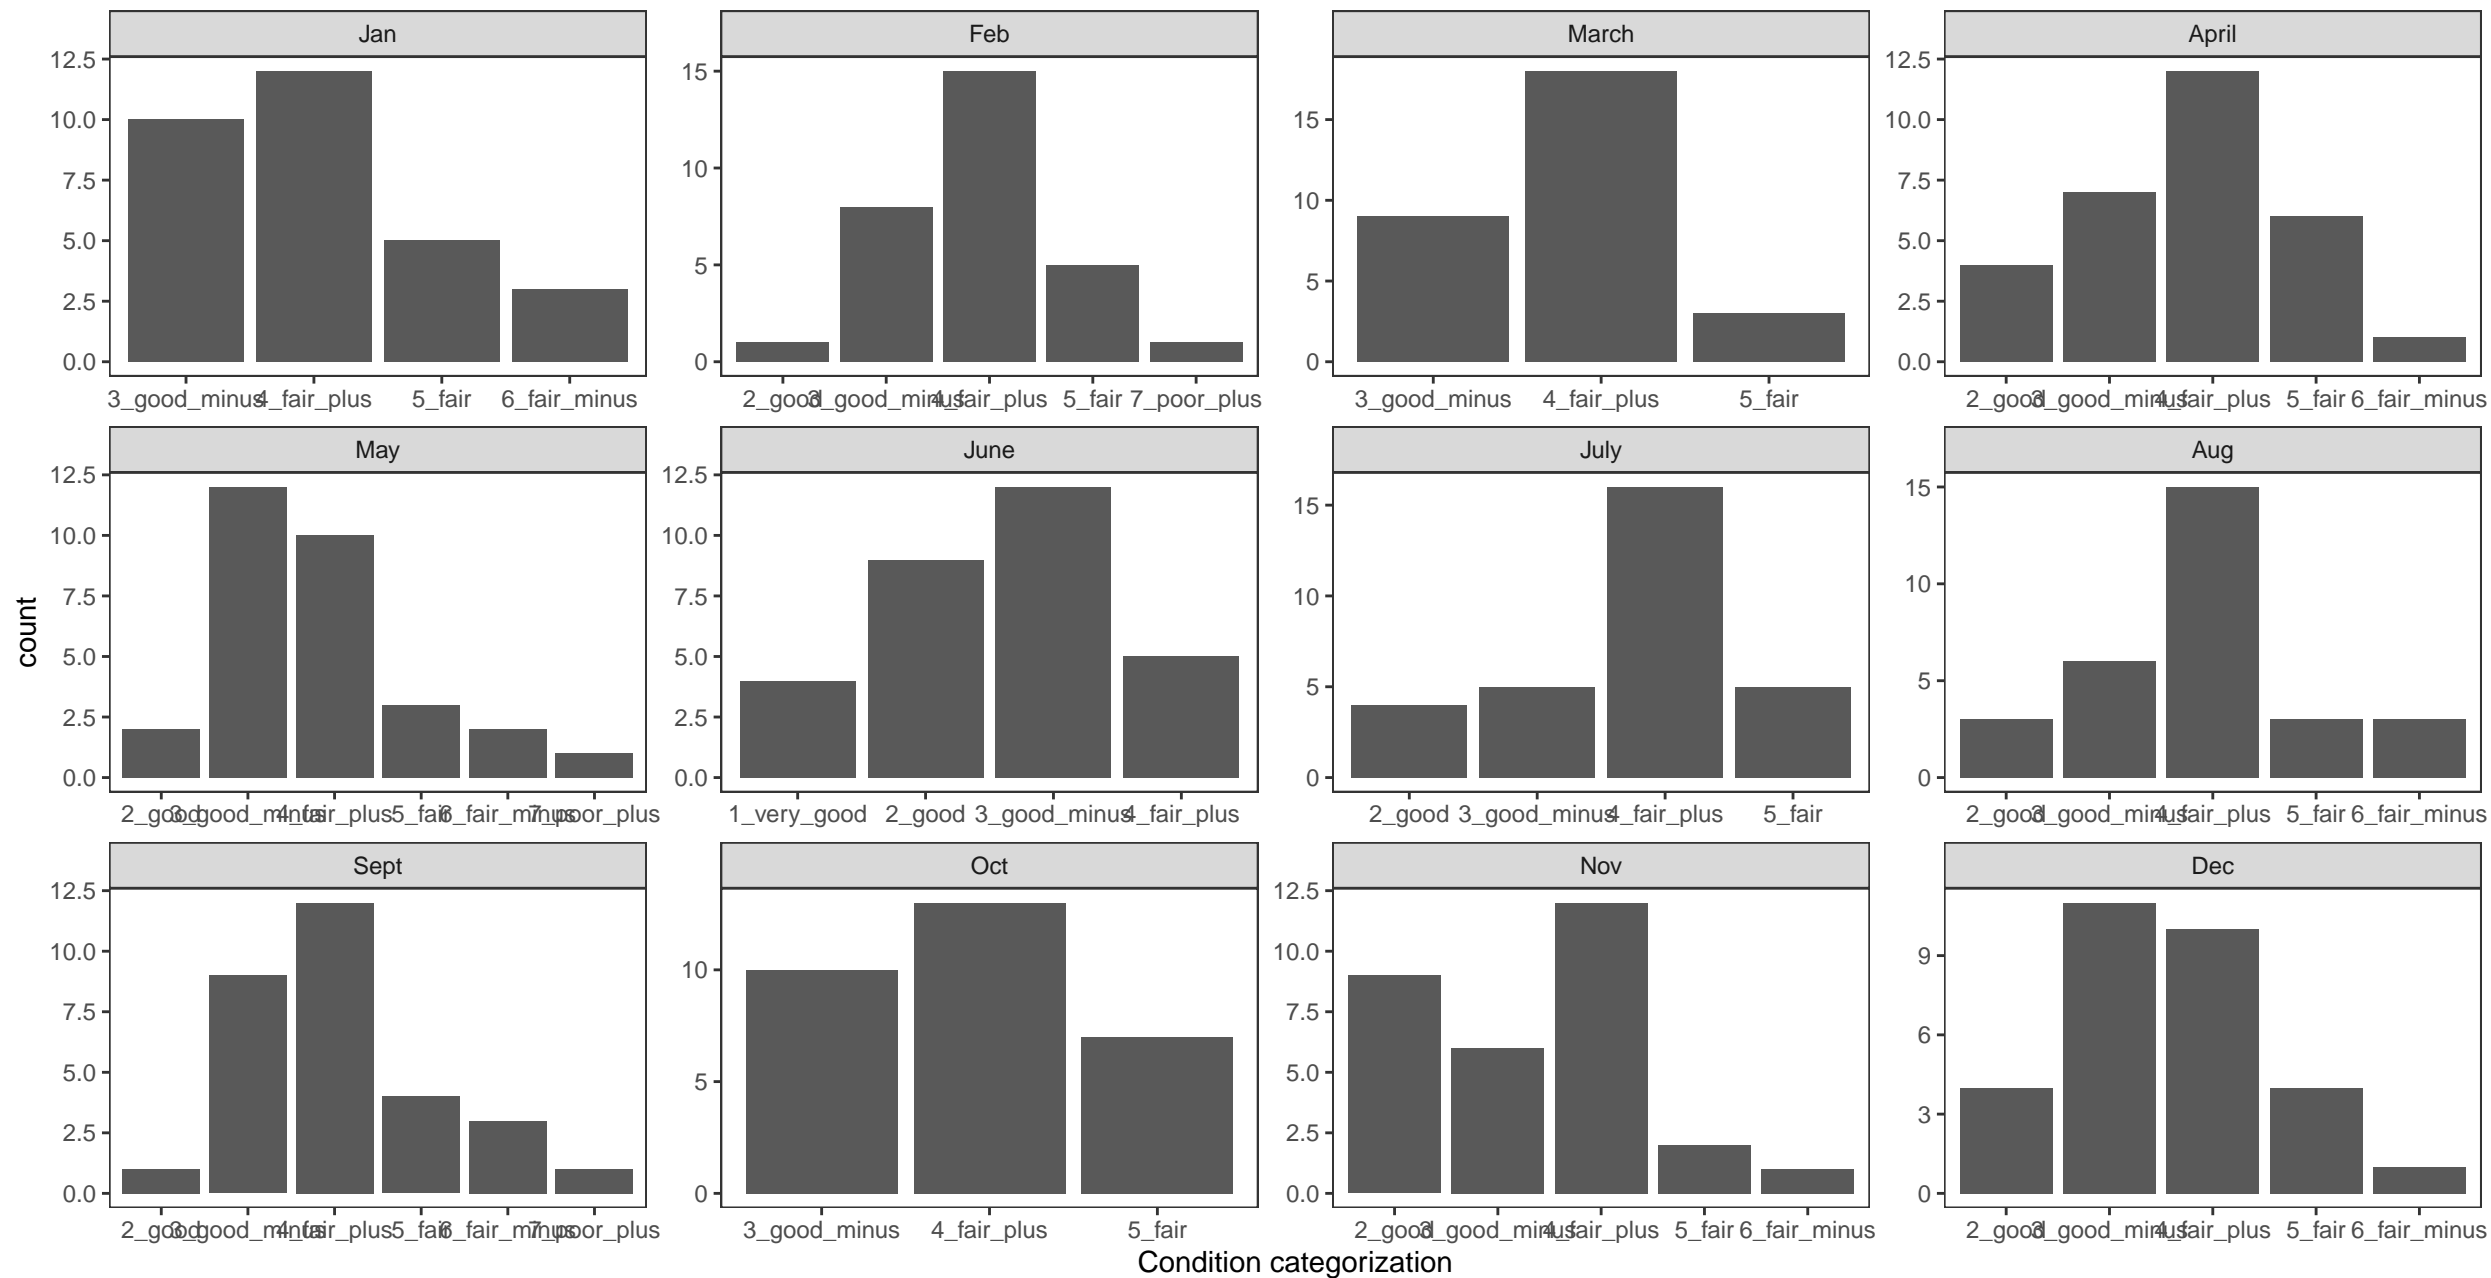 Jan
Feb
March
April
12.5
10.0
7.5
5.0
2.5
0.0
15
10
5
0
15
10
5
0
12.5
10.0
7.5
5.0
2.5
0.0
3_good_minus 4_fair_plus 5_fair 6_fair_minus
2_good 3_good_minus 4_fair_plus 5_fair 7_poor_plus
3_good_minus 4_fair_plus 5_fair
2_good 3_good_minus 4_fair_plus 5_fair 6_fair_minus
May
June
July
Aug
count
12.5
10.0
7.5
5.0
2.5
0.0
12.5
10.0
7.5
5.0
2.5
0.0
15
10
5
0
15
10
5
0
2_good 3_good_minus 4_fair_plus 5_fair 6_fair_minus 7_poor_plus
1_very_good 2_good 3_good_minus 4_fair_plus
2_good 3_good_minus 4_fair_plus 5_fair
2_good 3_good_minus 4_fair_plus 5_fair 6_fair_minus
Sept
Oct
Nov
Dec
12.5
10.0
7.5
5.0
2.5
0.0
10
5
0
12.5
10.0
7.5
5.0
2.5
0.0
9
6
3
0
2_good 3_good_minus 4_fair_plus 5_fair 6_fair_minus 7_poor_plus
3_good_minus 4_fair_plus 5_fair
2_good 3_good_minus 4_fair_plus 5_fair 6_fair_minus
2_good 3_good_minus 4_fair_plus 5_fair 6_fair_minus
Condition categorization